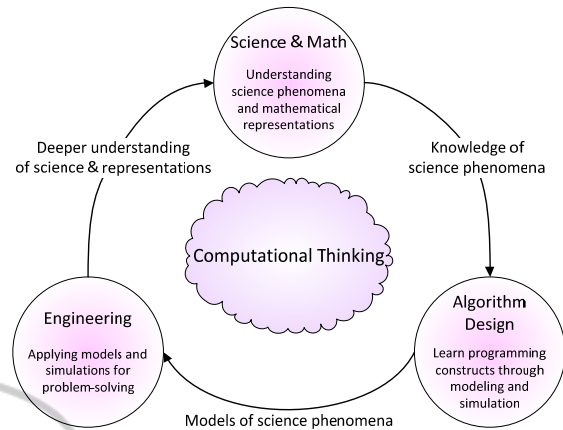 Science & Math
Understanding
science phenomena
and mathematical
representations
Deeper understanding
of science & representations
Knowledge of
science phenomena
Computational Thinking
Engineering
Applying models and
simulations for
problem-solving
Algorithm
Design
Learn programming
constructs through
modeling and
simulation
Models of science phenomena